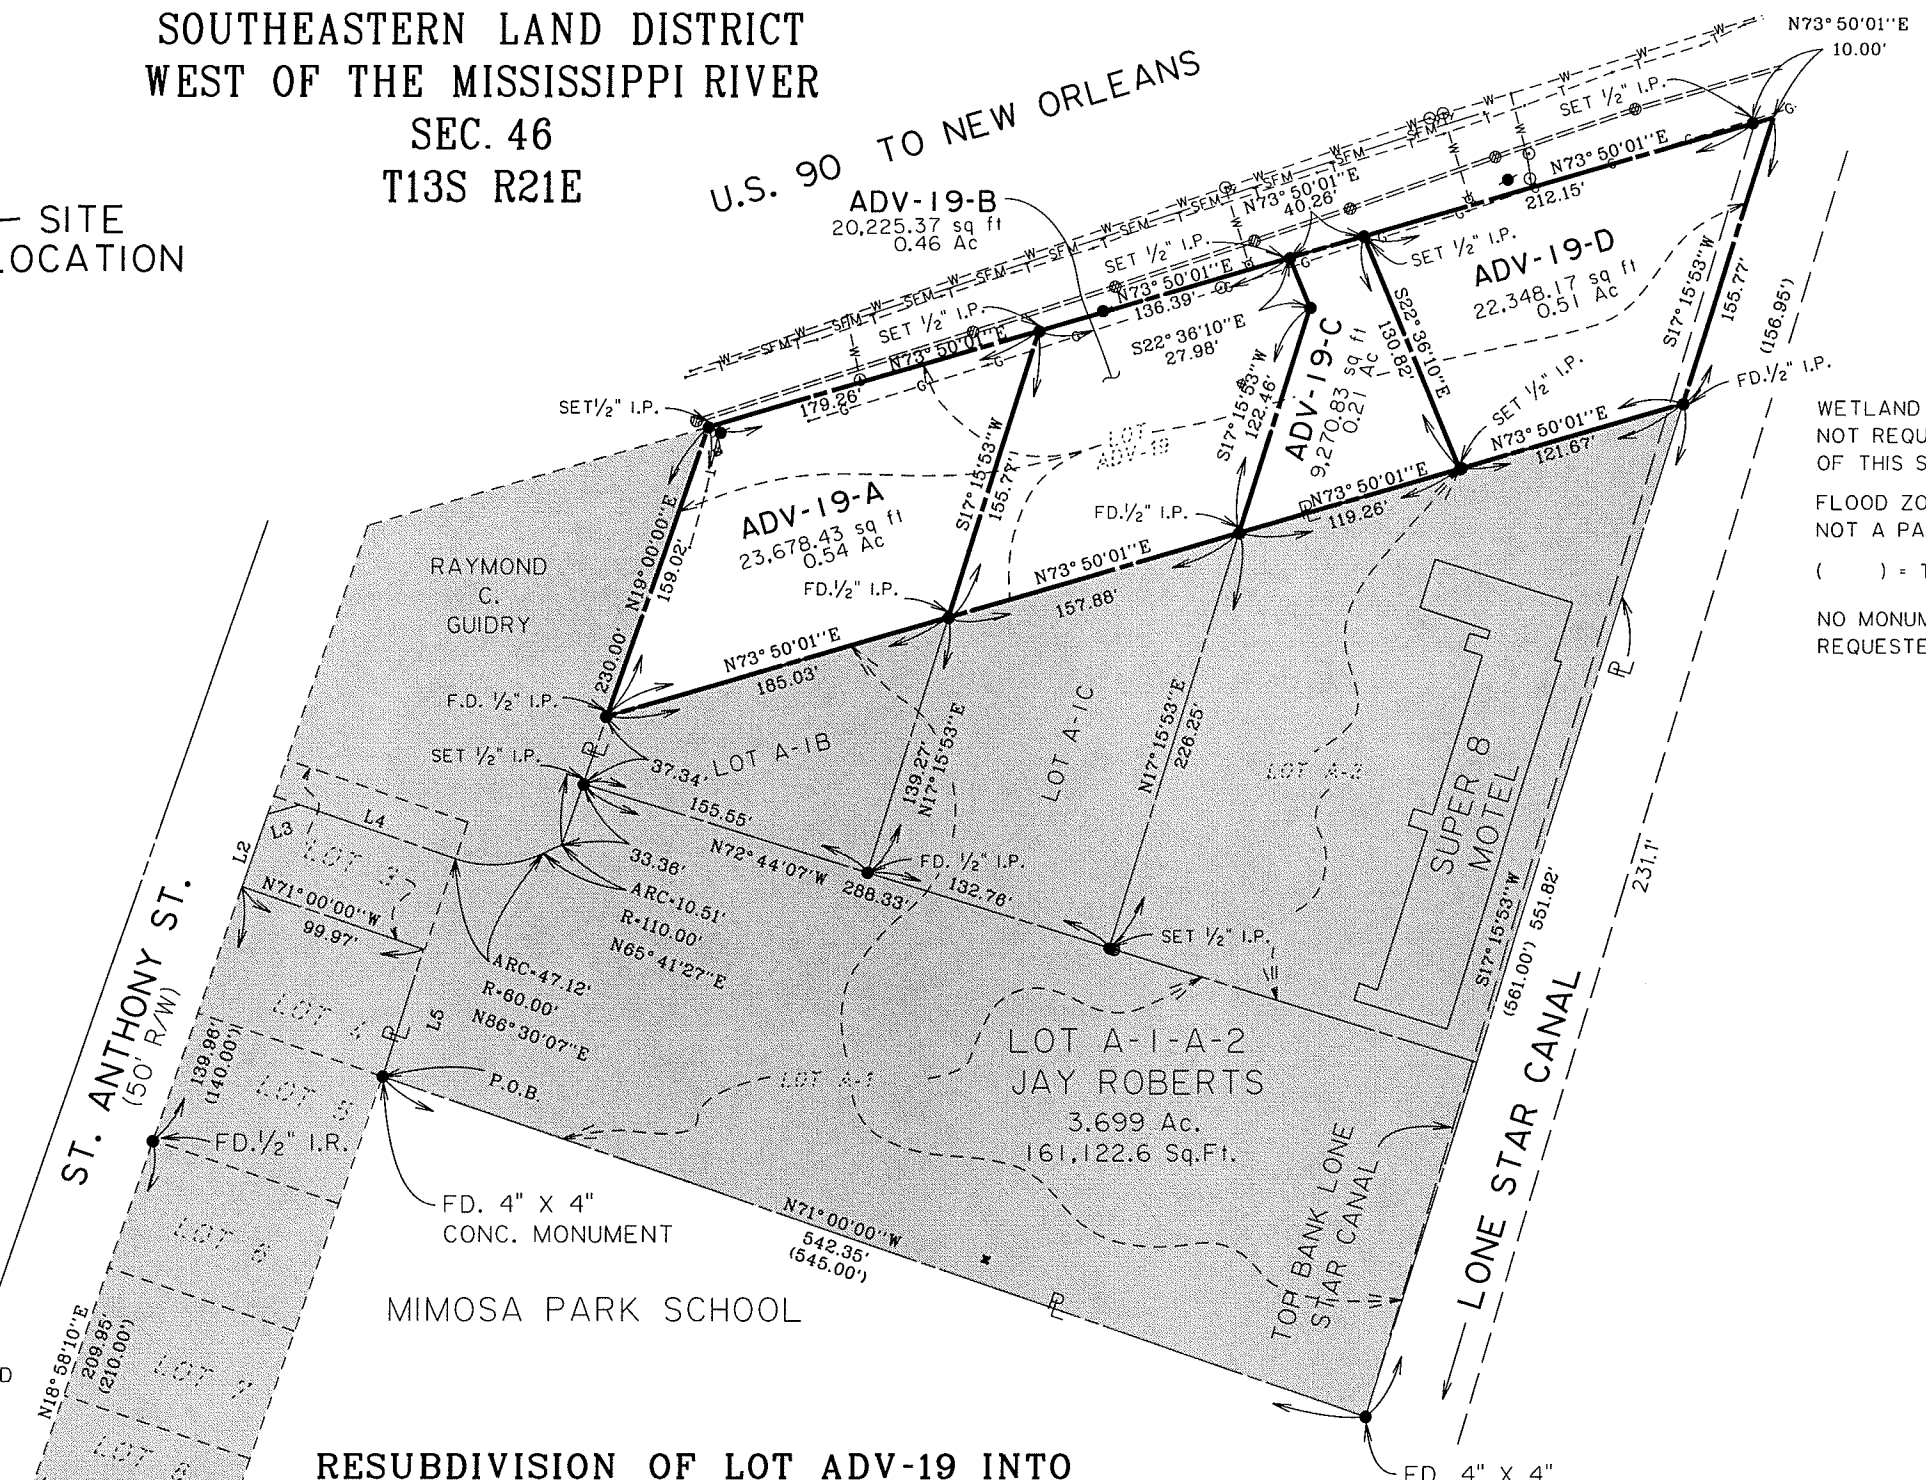 SOUTHEASTERN LAND DISTRICT
WEST OF THE MISSISSIPPI RIVER
SEC. 46
T13S R21E
SITE
LOCATION
U.S. 90 TO NEW ORLEANS
N73°50'01"E
10.00'
SET 1/2" I.P.
N73°50'01"E
212.15'
N73°50'01"E
40.26'
SET 1/2" I.P.
ADV-19-B
20,225.37 sq ft
0.46 Ac
SET 1/2" I.P.
N73°50'01"E
136.39'
S22°36'10"E
27.98'
ADV-19-D
22,348.17 sq ft
0.51 Ac
S17°15'53"W
155.77'
(156.95')
SET 1/2" I.P.
N73°50'01"E
179.26'
SET1/2" I.P.
S17°15'53"W
155.77'
LOT
ADV-19
S17°15'53"W
122.46'
ADV-19-C
9,270.83 sq ft
0.21 Ac
S22°36'10"E
130.82'
SET 1/2" I.P.
FD.1/2" I.P.
N73°50'01"E
121.67'
WETLAND
NOT REQU
OF THIS S
FLOOD ZO
NOT A PA
( ) = T
NO MONUM
REQUESTE
ADV-19-A
23,678.43 sq ft
0.54 Ac
FD.1/2" I.P.
N73°50'01"E
119.26'
RAYMOND
C.
GUIDRY
N19°00'00"E
159.02'
230.00'
FD.1/2" I.P.
N73°50'01"E
157.88'
N73°50'01"E
185.03'
F.D. 1/2" I.P.
SET 1/2" I.P.
37.34'
LOT A-1B
139.27'
N17°15'53"E
LOT A-1C
N17°15'53"E
226.25'
LOT A-2
SUPER 8
MOTEL
155.55'
N72°44'07"W
288.33'
FD. 1/2" I.P.
132.76'
33.36'
ARC=10.51'
R=110.00'
N65°41'27"E
SET 1/2" I.P.
L2
L3
L4
LOT 37
N71°00'00"W
99.97'
ARC=47.12'
R=60.00'
N86°30'07"E
L5
LOT 4
S17°15'53"W
(561.00') 551.82'
231.1'
ST. ANTHONY ST.
(50' R/W)
139.98'
(140.00')
LOT 5
P.O.B.
LOT A-1
LOT A-1-A-2
JAY ROBERTS
3.699 Ac.
161,122.6 Sq.Ft.
FD.1/2" I.R.
FD. 4" X 4"
CONC. MONUMENT
LOT 6
N71°00'00"W
542.35'
(545.00')
TOP BANK LONE
STAR CANAL
LONE STAR CANAL
MIMOSA PARK SCHOOL
N18°58'10"E
209.95'
(210.00')
LOT 7
LOT 8
D
RESUBDIVISION OF LOT ADV-19 INTO
FD. 4" X 4"